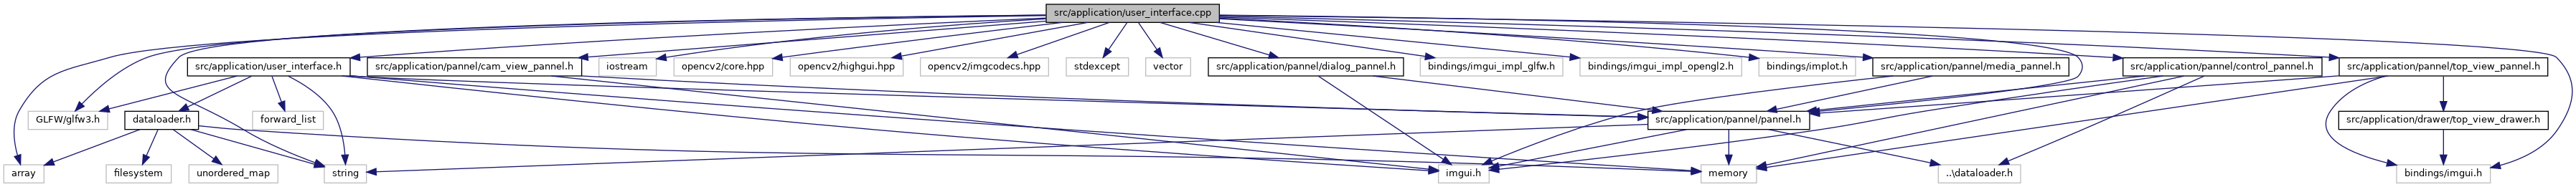 src/application/user_interface.cpp
src/application/user_interface.h
src/application/pannel/cam_view_pannel.h
iostream
opencv2/core.hpp
opencv2/highgui.hpp
opencv2/imgcodecs.hpp
stdexcept
vector
src/application/pannel/dialog_pannel.h
bindings/imgui_impl_glfw.h
bindings/imgui_impl_opengl2.h
bindings/implot.h
src/application/pannel/media_pannel.h
src/application/pannel/control_pannel.h
src/application/pannel/top_view_pannel.h
GLFW/glfw3.h
dataloader.h
forward_list
src/application/pannel/pannel.h
src/application/drawer/top_view_drawer.h
array
filesystem
unordered_map
string
imgui.h
memory
..\dataloader.h
bindings/imgui.h